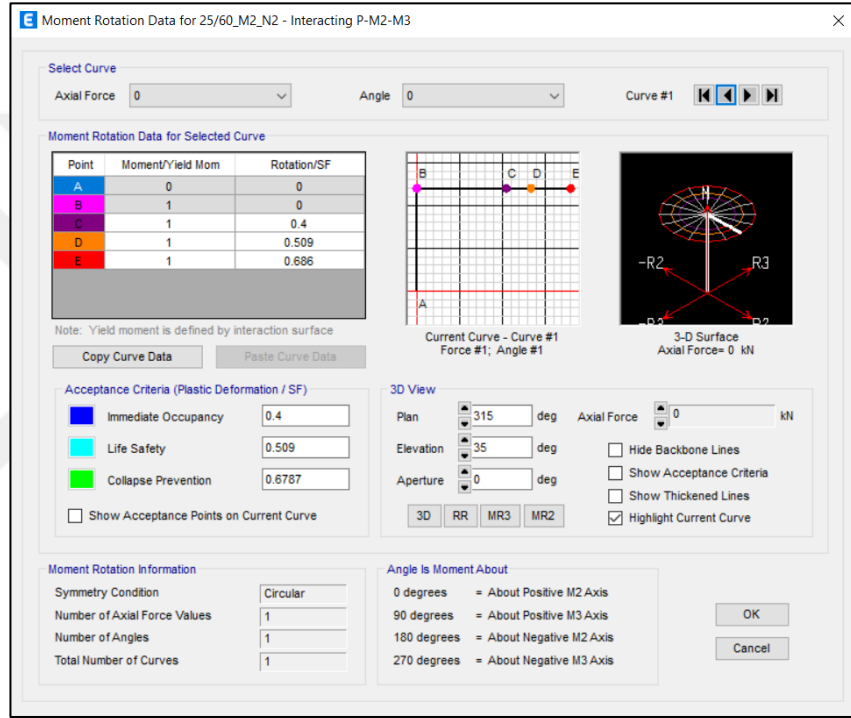 E Moment Rotation Data for 25/60_M2_N2 - Interacting P-M2-M3
Select Curve
Axial Force 0 Angle 0 Curve #1
Moment Rotation Data for Selected Curve
Point Moment/Yield Mom Rotation/SF
A 0 0
B 1 0
C 1 0.4
D 1 0.509
E 1 0.686
Note: Yield moment is defined by interaction surface
Copy Curve Data Paste Curve Data
B C D E
A
Current Curve - Curve #1
Force #1; Angle #1
M
-R2 R3
-R3 R2
3-D Surface
Axial Force= 0 kN
Acceptance Criteria (Plastic Deformation / SF)
Immediate Occupancy 0.4
Life Safety 0.509
Collapse Prevention 0.6787
Show Acceptance Points on Current Curve
3D View
Plan 315 deg Axial Force 0 kN
Elevation 35 deg Hide Backbone Lines
Aperture 0 deg Show Acceptance Criteria
Show Thickened Lines
3D RR MR3 MR2 Highlight Current Curve
Moment Rotation Information
Symmetry Condition Circular
Number of Axial Force Values 1
Number of Angles 1
Total Number of Curves 1
Angle Is Moment About
0 degrees = About Positive M2 Axis
90 degrees = About Positive M3 Axis
180 degrees = About Negative M2 Axis
270 degrees = About Negative M3 Axis
OK
Cancel